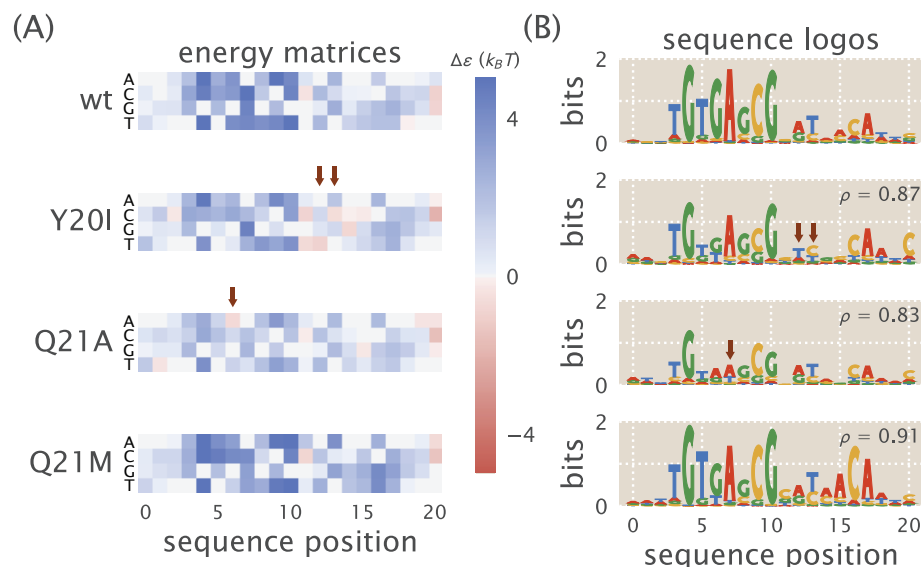 (A)
energy matrices
Δε (k_BT)
wt
A
C
G
T
Y20I
A
C
G
T
Q21A
A
C
G
T
Q21M
A
C
G
T
0 5 10 15 20
sequence position
4
0
−4
(B)
sequence logos
bits
2
0
bits
2
0
ρ = 0.87
bits
2
0
ρ = 0.83
bits
2
0
ρ = 0.91
0 5 10 15 20
sequence position